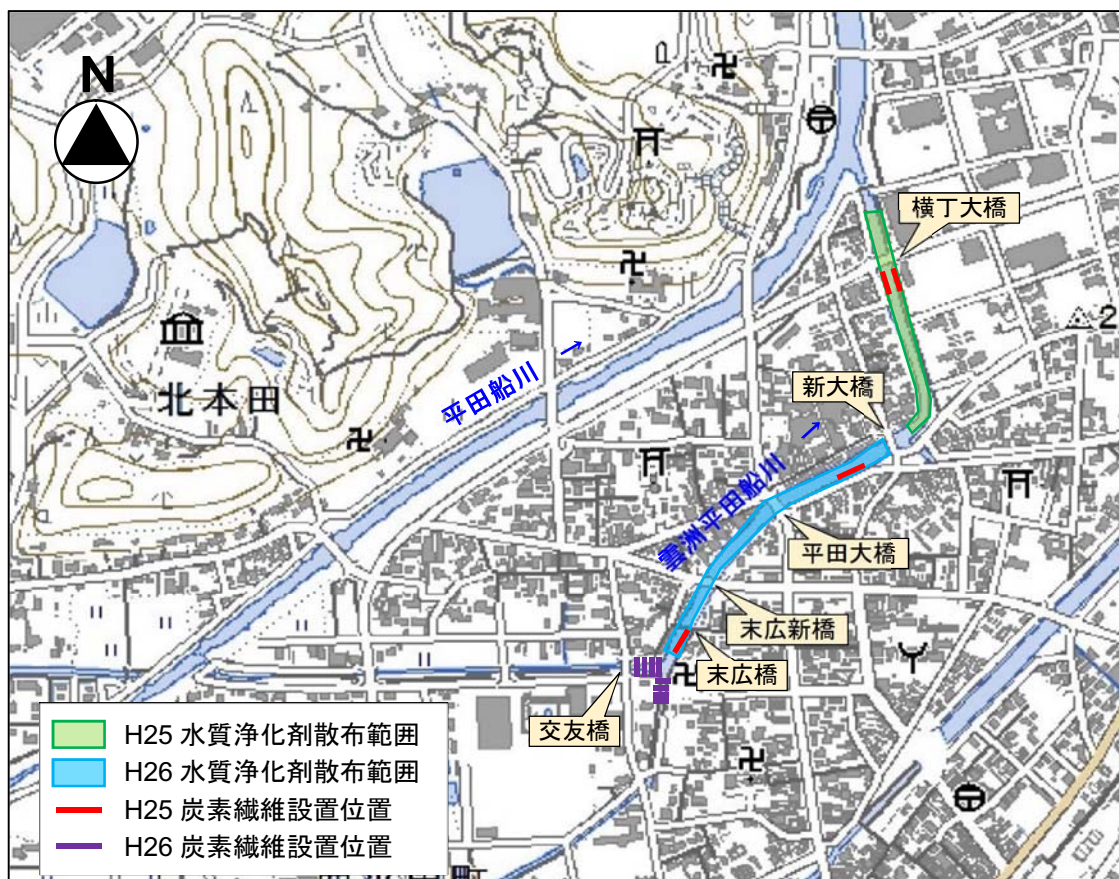 N
横丁大橋
2
新大橋
平田船川
→
北本田
雲洲平田船川
→
平田大橋
末広新橋
末広橋
交友橋
H25 水質浄化剤散布範囲
H26 水質浄化剤散布範囲
H25 炭素繊維設置位置
H26 炭素繊維設置位置